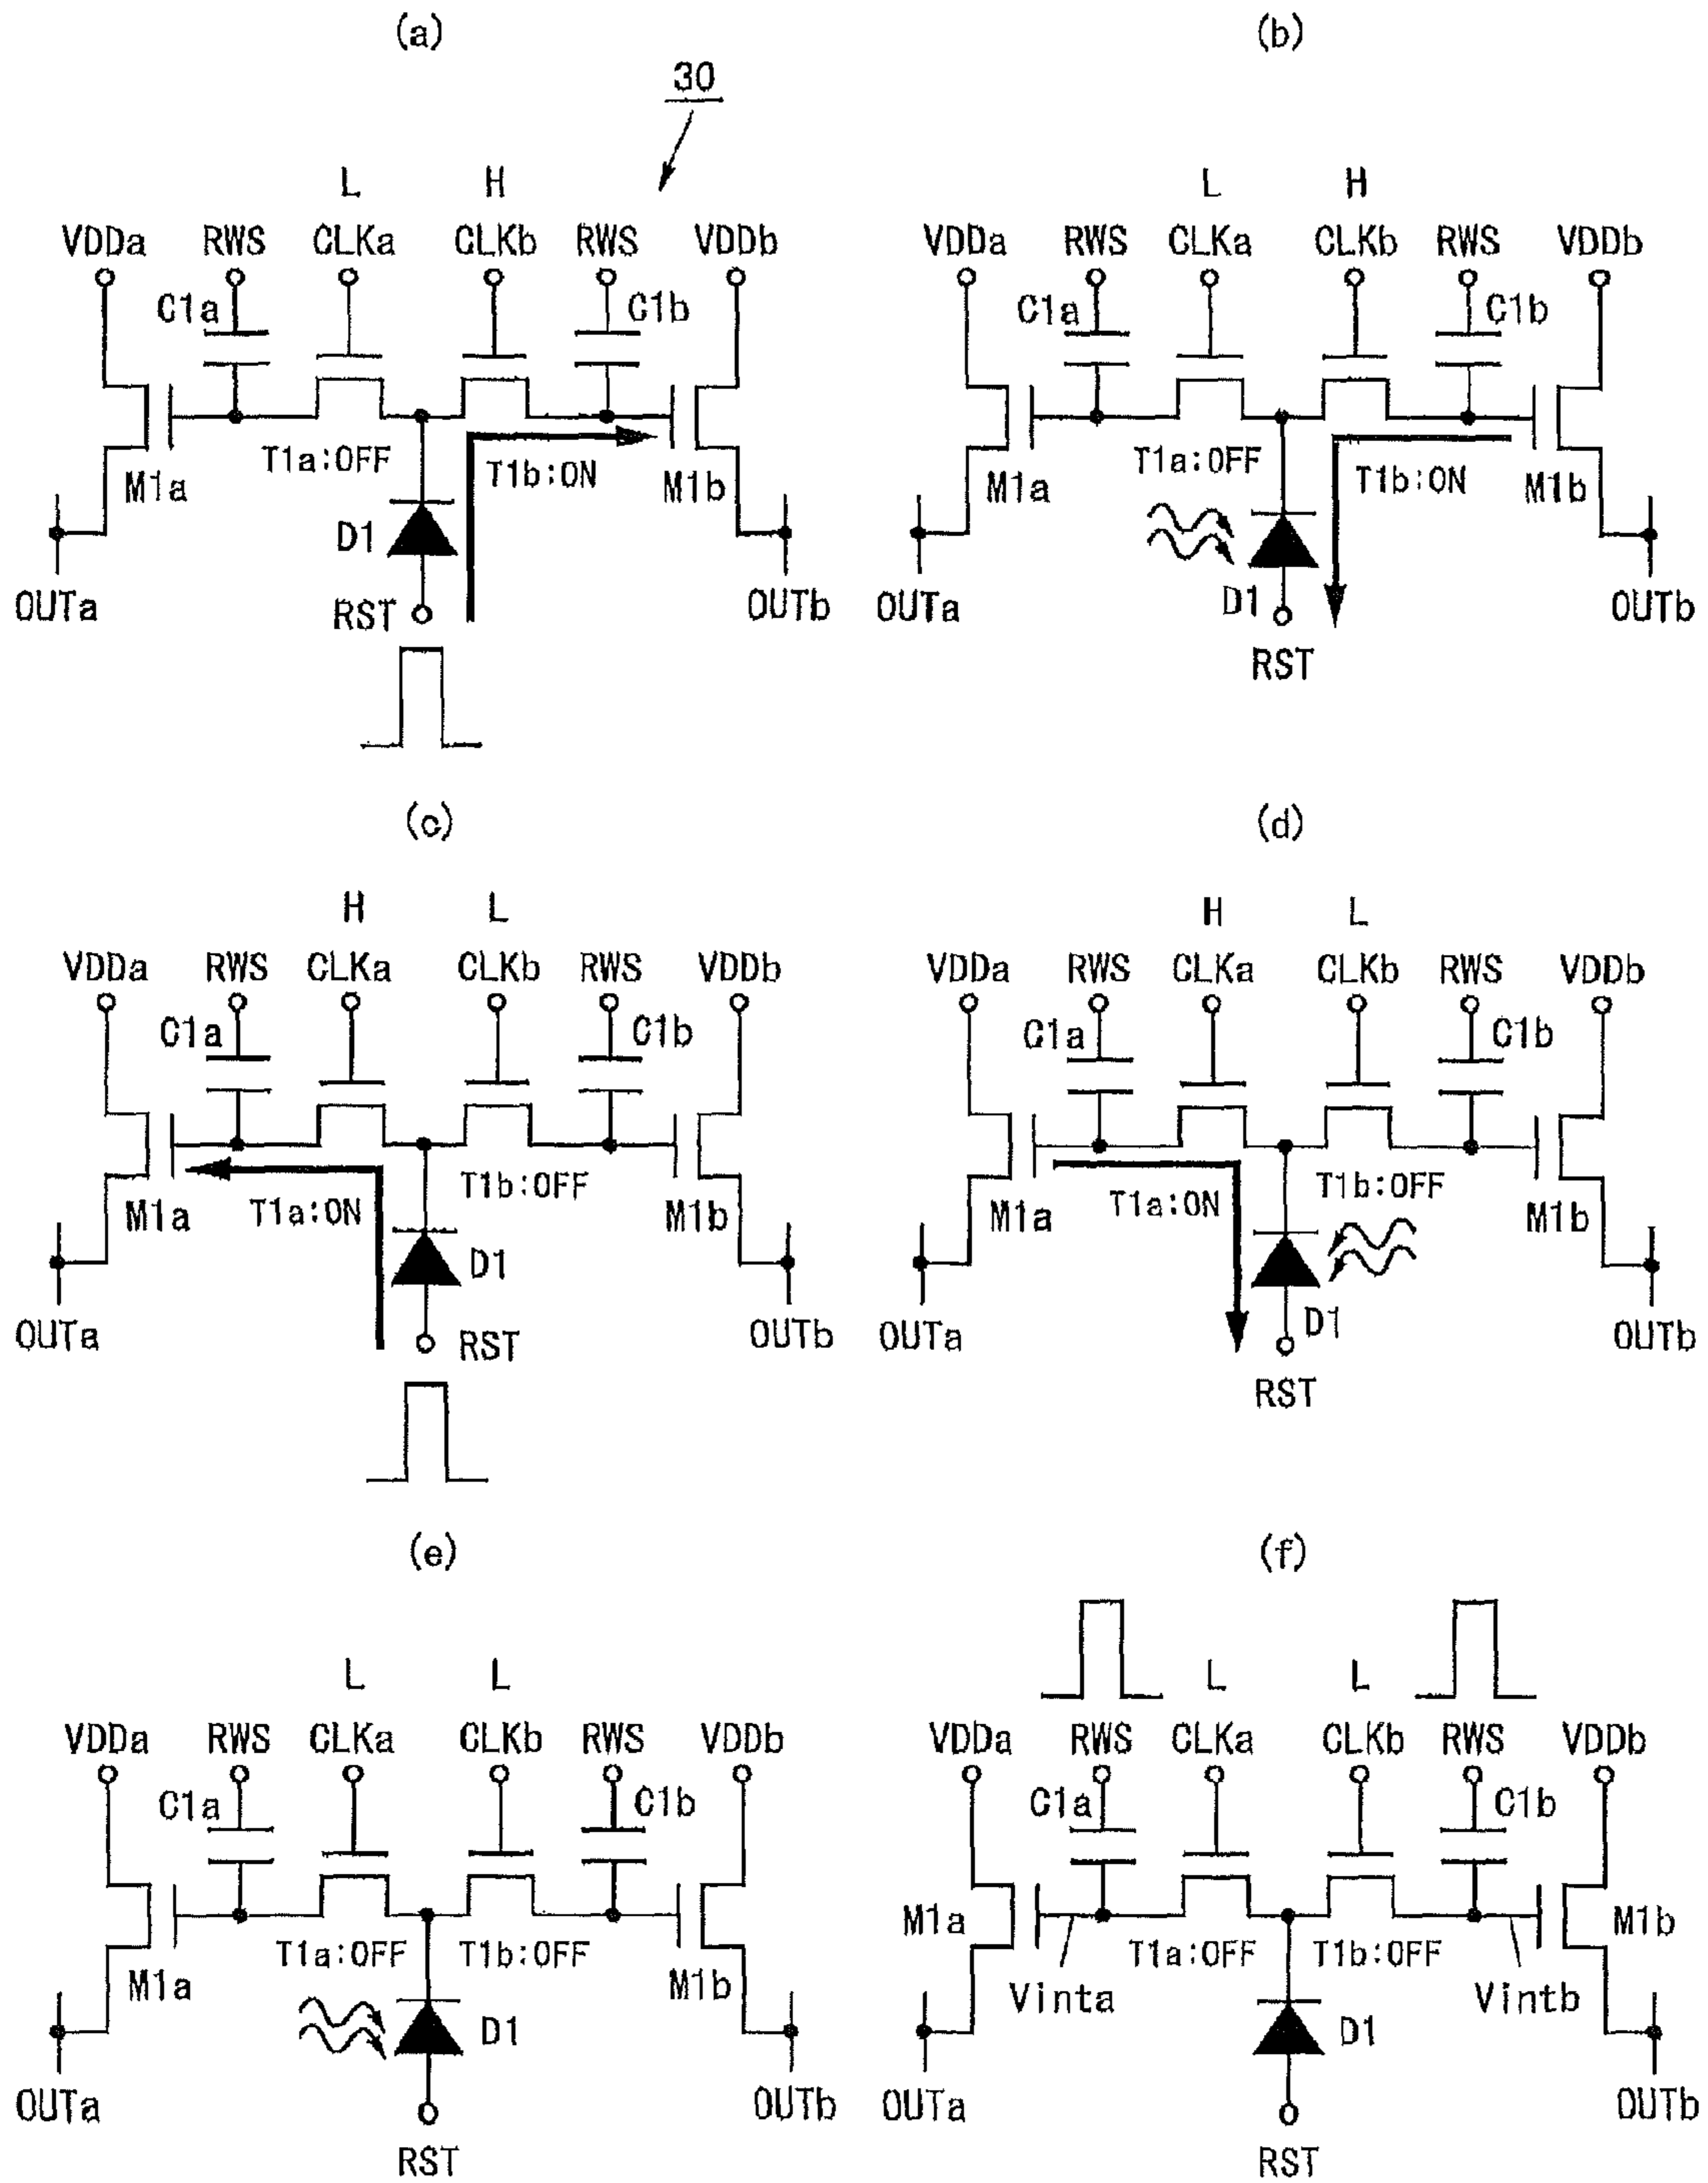 (a)
(b)
30
L H
L H
VDDa RWS CLKa CLKb RWS VDDb
VDDa RWS CLKa CLKb RWS VDDb
C1a C1b
C1a C1b
T1a:OFF T1b:ON
T1a:OFF T1b:ON
M1a M1b
M1a M1b
D1
D1
OUTa RST OUTb
OUTa RST OUTb
(c)
(d)
H L
H L
VDDa RWS CLKa CLKb RWS VDDb
VDDa RWS CLKa CLKb RWS VDDb
C1a C1b
C1a C1b
M1a T1a:ON T1b:OFF M1b
M1a T1a:ON T1b:OFF M1b
D1
D1
OUTa RST OUTb
OUTa RST OUTb
(e)
(f)
L L
L L
VDDa RWS CLKa CLKb RWS VDDb
VDDa RWS CLKa CLKb RWS VDDb
C1a C1b
C1a C1b
T1a:OFF T1b:OFF
M1a M1b
M1a M1b
T1a:OFF T1b:OFF
Vinta Vintb
D1
D1
OUTa RST OUTb
OUTa RST OUTb